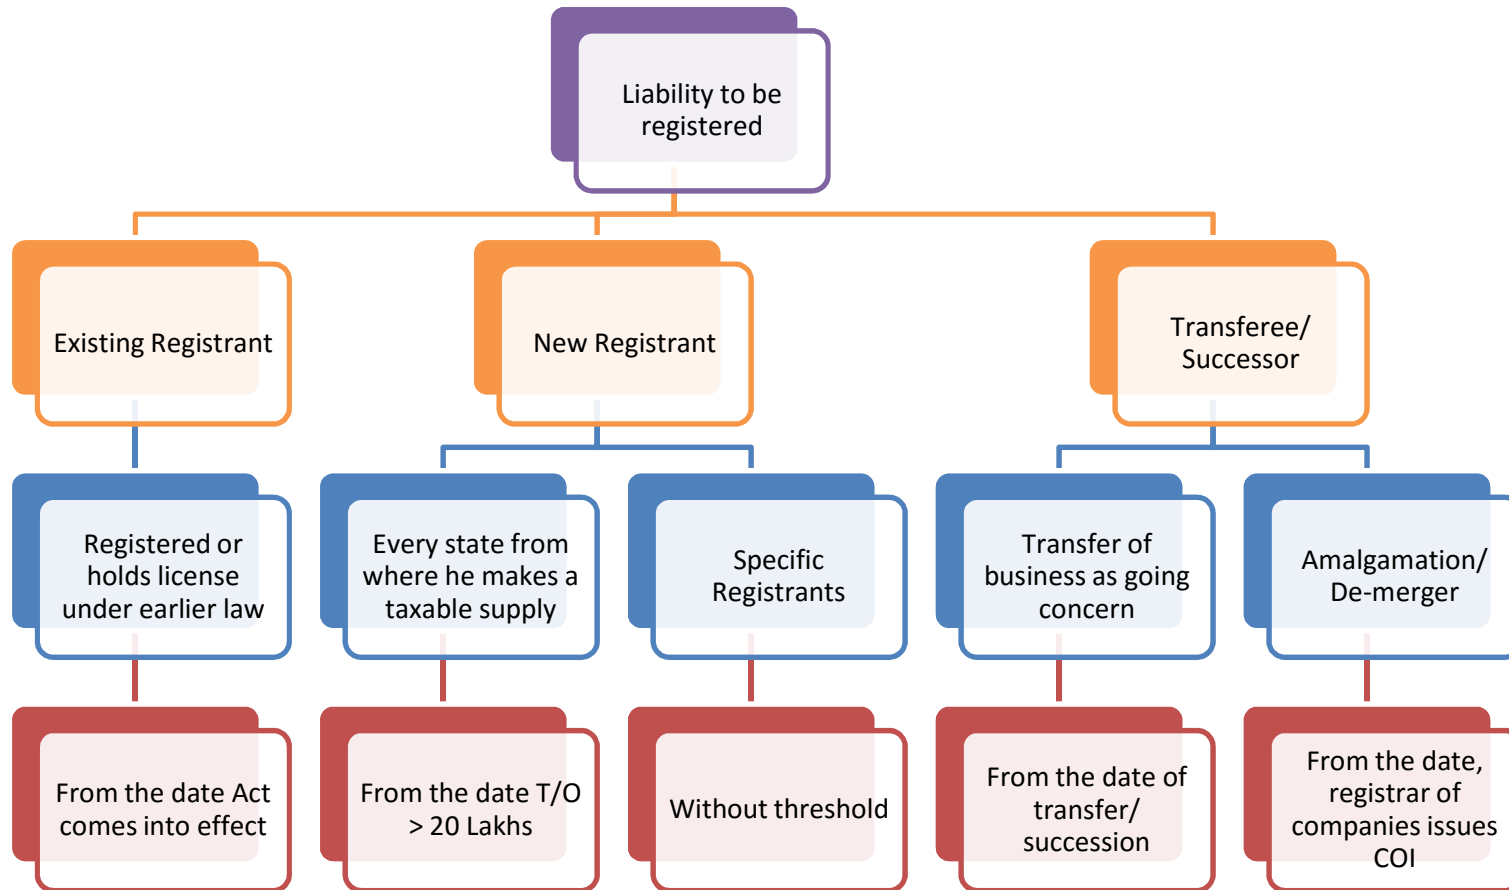 Liability to be
registered
Existing Registrant
New Registrant
Transferee/
Successor
Registered or
holds license
under earlier law
Every state from
where he makes a
taxable supply
Specific
Registrants
Transfer of
business as going
concern
Amalgamation/
De-merger
From the date Act
comes into effect
From the date T/O
> 20 Lakhs
Without threshold
From the date of
transfer/
succession
From the date,
registrar of
companies issues
COI